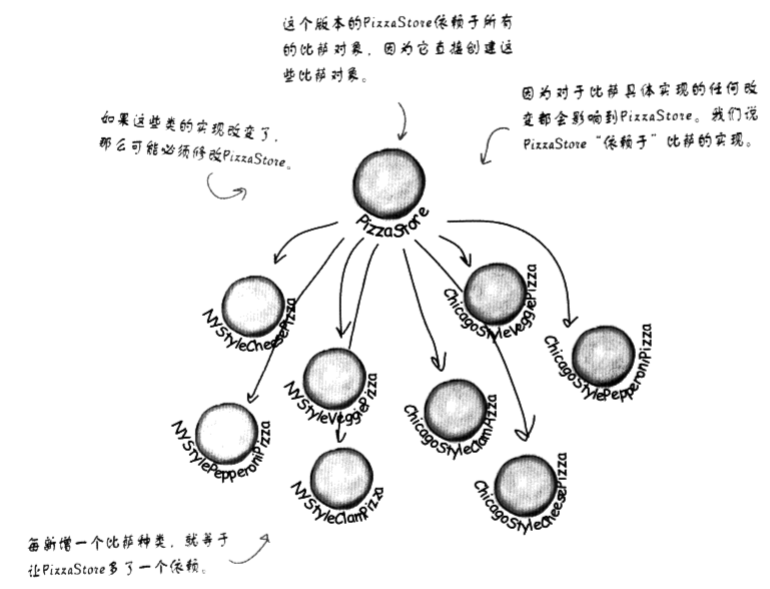 这个版本的PizzaStore依赖于所有
的比萨对象，因为它直接创建这
些比萨对象。
如果这些类的实现改变了，
那么可能必须修改PizzaStore。
因为对于比萨具体实现的任何改
变都会影响到PizzaStore。我们说
PizzaStore“依赖于”比萨的实现。
PizzaStore
NYStyleCheesePizza
ChicagoStyleVeggiePizza
NYStyleVeggiePizza
ChicagoStylePepperoniPizza
NYStylePepperoniPizza
ChicagoStyleClamPizza
NYStyleClamPizza
ChicagoStyleCheesePizza
每新增一个比萨种类，就等于
让PizzaStore多了一个依赖。